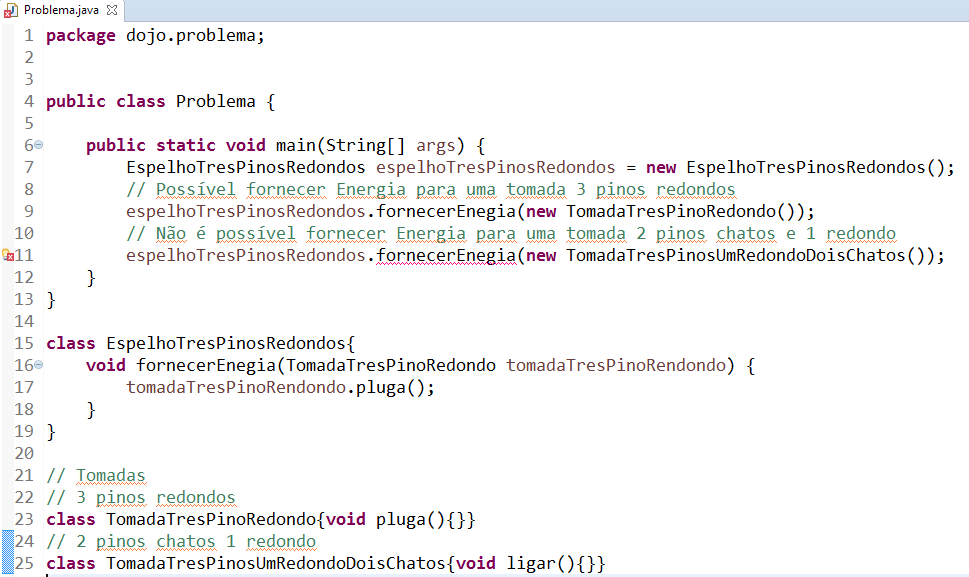 Problema.java
1 package dojo.problema;
2
3
4 public class Problema {
5
6 public static void main(String[] args) {
7 EspelhoTresPinosRedondos espelhoTresPinosRedondos = new EspelhoTresPinosRedondos();
8 // Possível fornecer Energia para uma tomada 3 pinos redondos
9 espelhoTresPinosRedondos.fornecerEnegia(new TomadaTresPinoRedondo());
10 // Não é possível fornecer Energia para uma tomada 2 pinos chatos e 1 redondo
11 espelhoTresPinosRedondos.fornecerEnegia(new TomadaTresPinosUmRedondoDoisChatos());
12 }
13 }
14
15 class EspelhoTresPinosRedondos{
16 void fornecerEnegia(TomadaTresPinoRedondo tomadaTresPinoRendondo) {
17 tomadaTresPinoRendondo.pluga();
18 }
19 }
20
21 // Tomadas
22 // 3 pinos redondos
23 class TomadaTresPinoRedondo{void pluga(){}}
24 // 2 pinos chatos 1 redondo
25 class TomadaTresPinosUmRedondoDoisChatos{void ligar(){}}